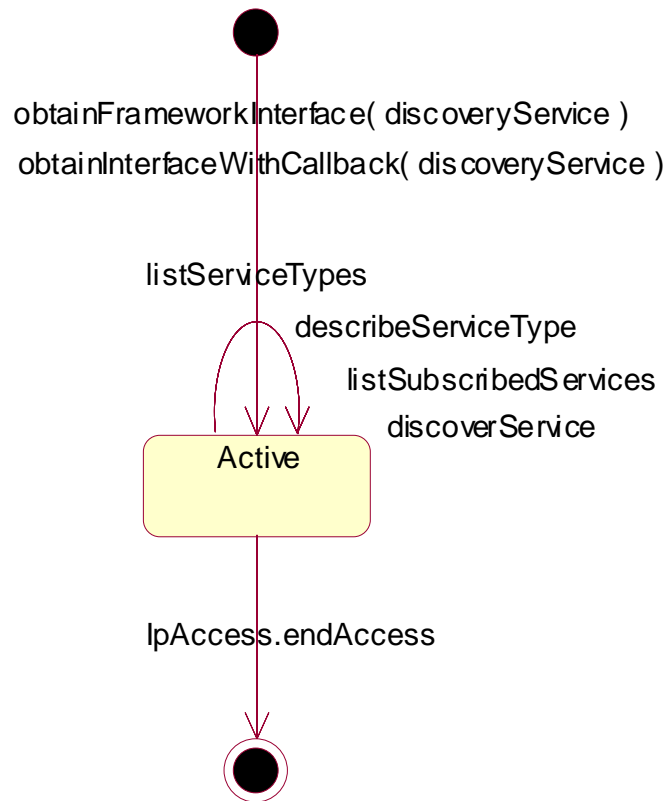 obtainFrameworkInterface( discoveryService )
obtainInterfaceWithCallback( discoveryService )
listServiceTypes
describeServiceType
listSubscribedServices
discoverService
Active
IpAccess.endAccess